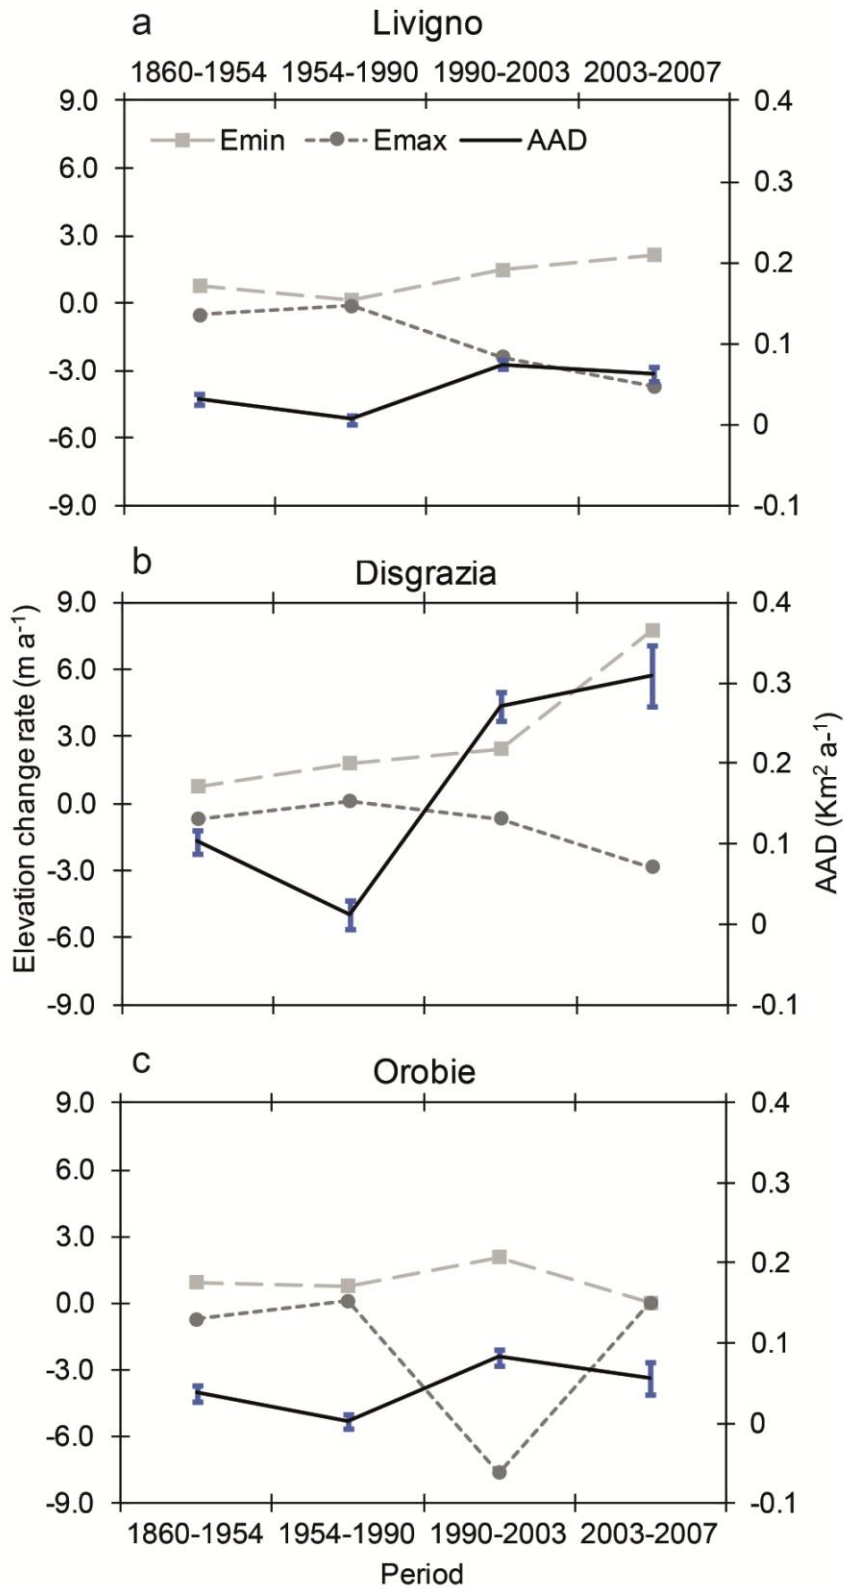 a
Livigno
1860-1954 1954-1990 1990-2003 2003-2007
9.0 0.4
Emin Emax AAD
6.0 0.3
3.0 0.2
0.0
-3.0 0.1
-6.0 0
-9.0 -0.1
b
Disgrazia
9.0 0.4
6.0 0.3
3.0 0.2
0.0
-3.0 0.1
-6.0 0
-9.0 -0.1
Elevation change rate (m a-1)
AAD (Km2 a-1)
c
Orobie
9.0 0.4
6.0 0.3
3.0 0.2
0.0
-3.0 0.1
-6.0 0
-9.0 -0.1
1860-1954 1954-1990 1990-2003 2003-2007
Period